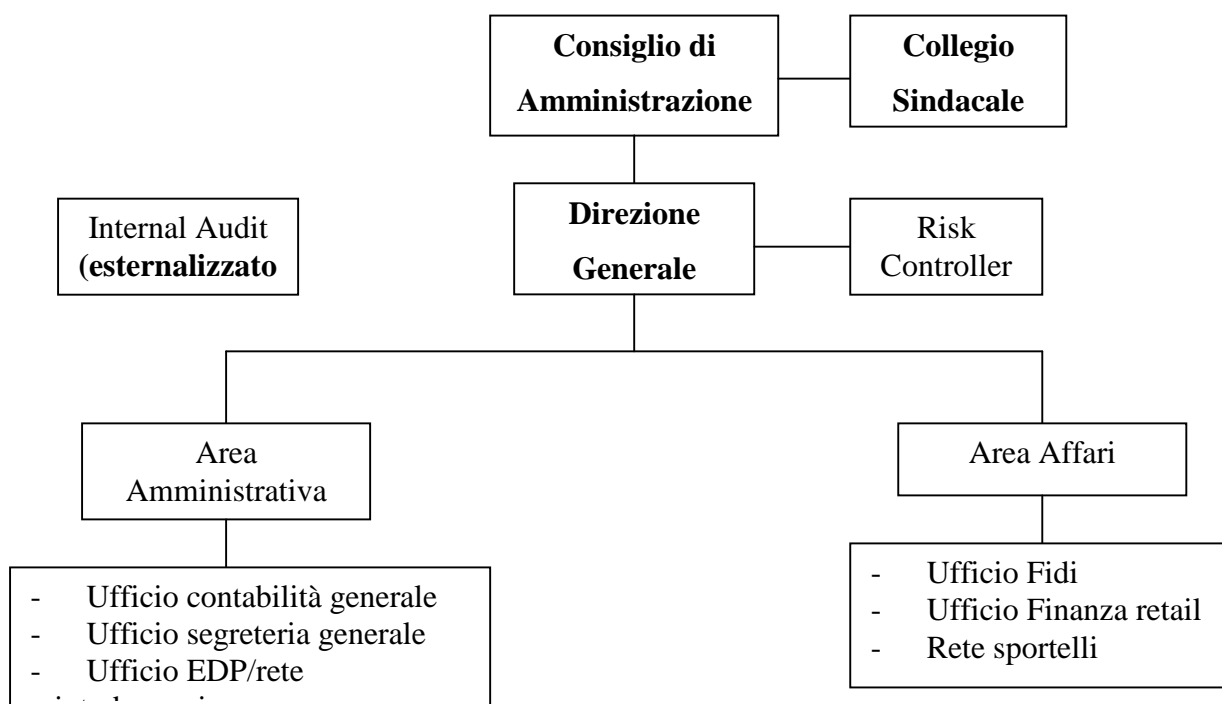 Consiglio di
Amministrazione
Collegio
Sindacale
Internal Audit
(esternalizzato
Direzione
Generale
Risk
Controller
Area
Amministrativa
Area Affari
- Ufficio contabilità generale
- Ufficio segreteria generale
- Ufficio EDP/rete
- Ufficio Fidi
- Ufficio Finanza retail
- Rete sportelli